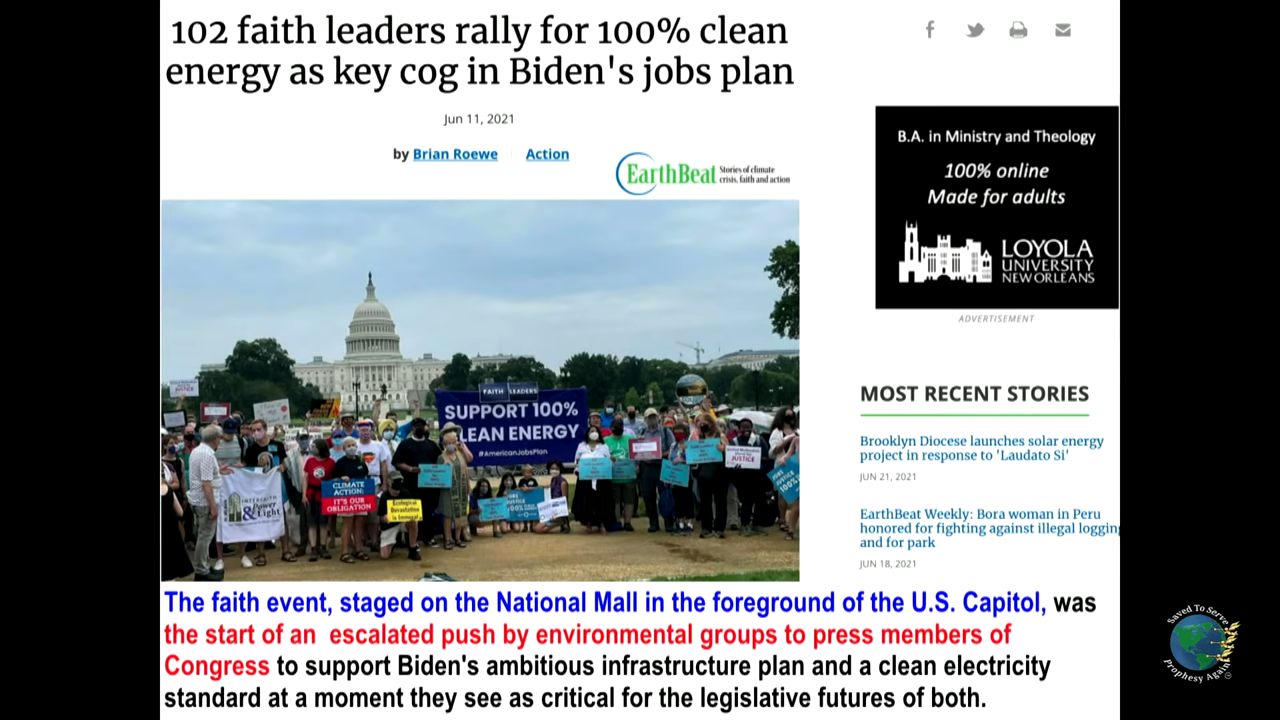 102 faith leaders rally for 100% clean
energy as key cog in Biden's jobs plan
Jun 11, 2021
by Brian Roewe Action
EarthBeat Stories of climate
crisis, faith and action
B.A. in Ministry and Theology
100% online
Made for adults
LOYOLA
UNIVERSITY
NEW ORLEANS
ADVERTISEMENT
FAITH LEADERS
SUPPORT 100%
LEAN ENERGY
#AmericanJobsPlan
INTERFAITH
Power
& Light
CLIMATE
ACTION:
IT'S OUR
OBLIGATION
Ecological
Devastation
is Immoral
JUSTICE
MOST RECENT STORIES
Brooklyn Diocese launches solar energy
project in response to 'Laudato Si'
JUN 21, 2021
EarthBeat Weekly: Bora woman in Peru
honored for fighting against illegal logging
and for park
JUN 18, 2021
The faith event, staged on the National Mall in the foreground of the U.S. Capitol, was
the start of an escalated push by environmental groups to press members of
Congress to support Biden's ambitious infrastructure plan and a clean electricity
standard at a moment they see as critical for the legislative futures of both.
Saved To Serve
Prophesy Again